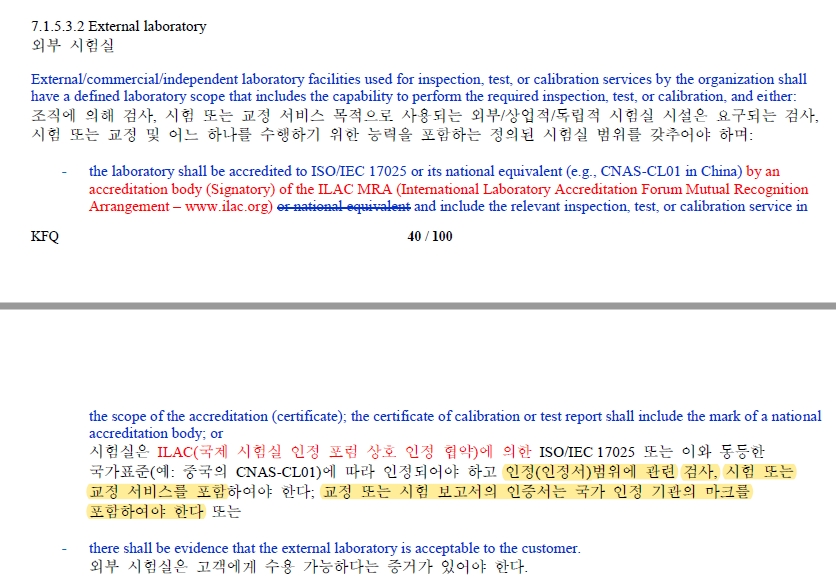 7.1.5.3.2 External laboratory
외부 시험실
External/commercial/independent laboratory facilities used for inspection, test, or calibration services by the organization shall
have a defined laboratory scope that includes the capability to perform the required inspection, test, or calibration, and either:
조직에 의해 검사, 시험 또는 교정 서비스 목적으로 사용되는 외부/상업적/독립적 시험실 시설은 요구되는 검사,
시험 또는 교정 및 어느 하나를 수행하기 위한 능력을 포함하는 정의된 시험실 범위를 갖추어야 하며:
- the laboratory shall be accredited to ISO/IEC 17025 or its national equivalent (e.g., CNAS-CL01 in China) by an
accreditation body (Signatory) of the ILAC MRA (International Laboratory Accreditation Forum Mutual Recognition
Arrangement – www.ilac.org) or national equivalent and include the relevant inspection, test, or calibration service in
KFQ 40 / 100
the scope of the accreditation (certificate); the certificate of calibration or test report shall include the mark of a national
accreditation body; or
시험실은 ILAC(국제 시험실 인정 포럼 상호 인정 협약)에 의한 ISO/IEC 17025 또는 이와 동등한
국가표준(예: 중국의 CNAS-CL01)에 따라 인정되어야 하고 인정(인정서)범위에 관련 검사, 시험 또는
교정 서비스를 포함하여야 한다; 교정 또는 시험 보고서의 인증서는 국가 인정 기관의 마크를
포함하여야 한다 또는
- there shall be evidence that the external laboratory is acceptable to the customer.
외부 시험실은 고객에게 수용 가능하다는 증거가 있어야 한다.